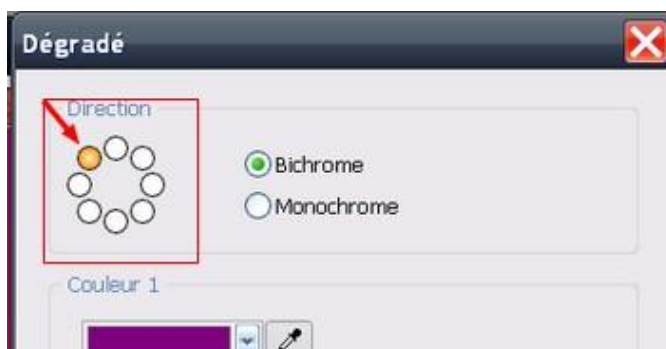 Dégradé
Direction
Bichrome
Monochrome
Couleur 1